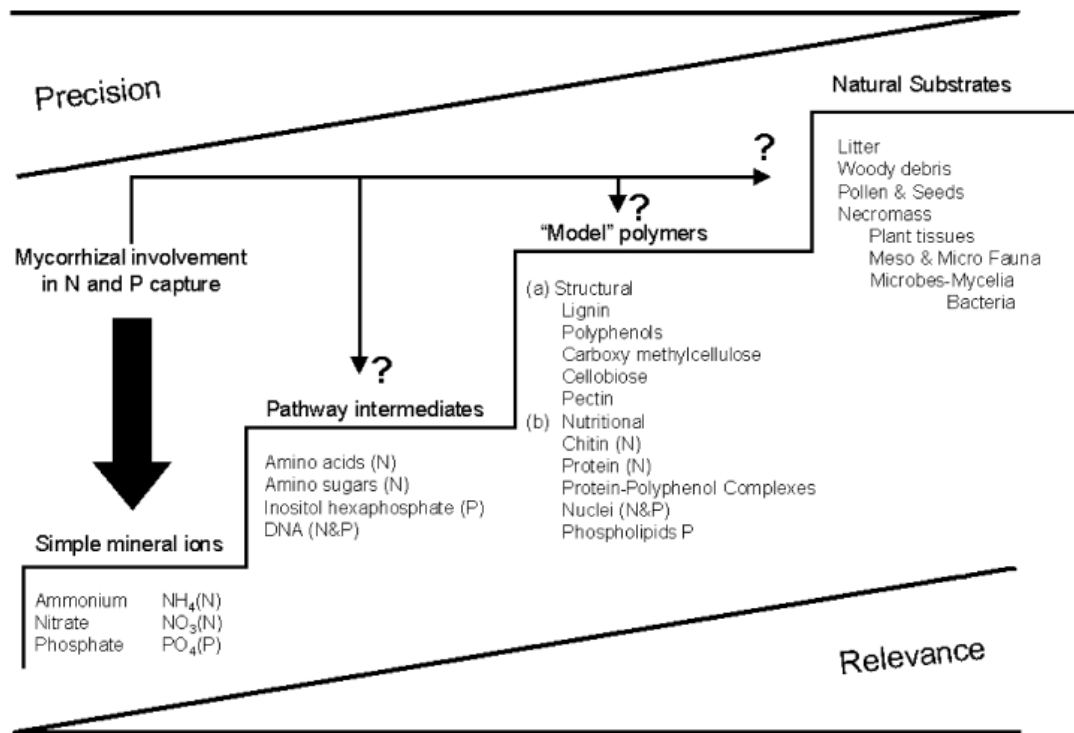 Precision
Natural Substrates
Litter
Woody debris
Pollen & Seeds
Necromass
Plant tissues
Meso & Micro Fauna
Microbes-Mycelia
Bacteria
?
?
"Model" polymers
Mycorrhizal involvement
in N and P capture
(a) Structural
Lignin
Polyphenols
Carboxy methylcellulose
Cellobiose
Pectin
(b) Nutritional
Chitin (N)
Protein (N)
Protein-Polyphenol Complexes
Nuclei (N&P)
Phospholipids P
?
Pathway intermediates
Amino acids (N)
Amino sugars (N)
Inositol hexaphosphate (P)
DNA (N&P)
Simple mineral ions
Ammonium NH₄(N)
Nitrate NO₃(N)
Phosphate PO₄(P)
Relevance